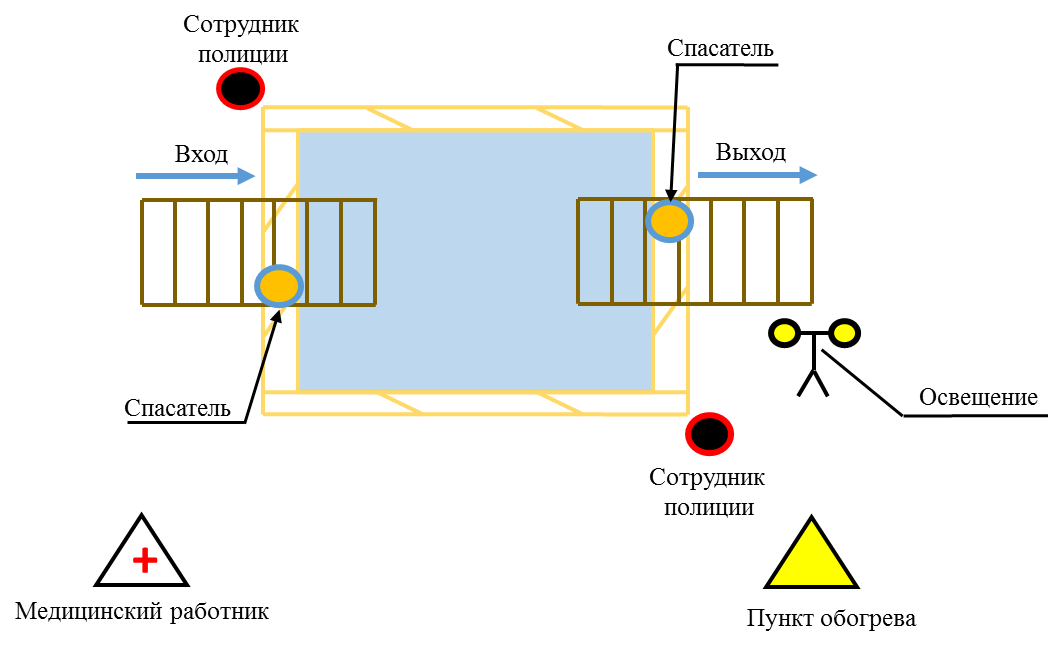 Сотрудник
полиции
Спасатель
Вход
Выход
Спасатель
Освещение
Сотрудник
полиции
Медицинский работник
Пункт обогрева